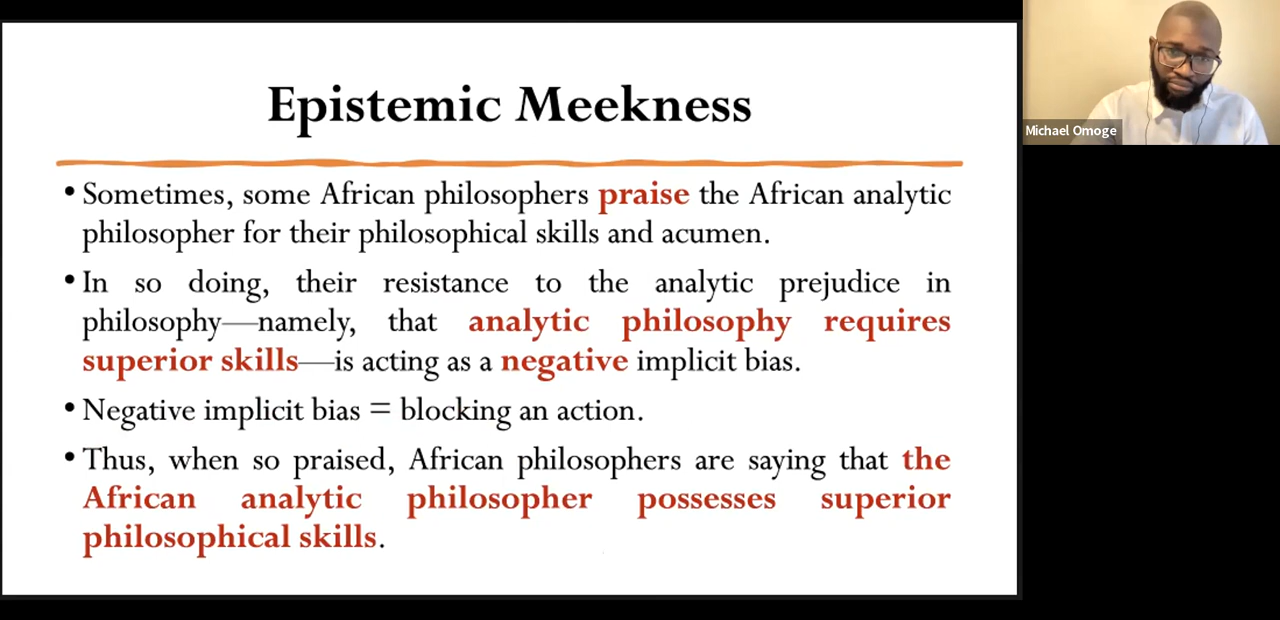 Epistemic Meekness
• Sometimes, some African philosophers praise the African analytic
philosopher for their philosophical skills and acumen.
• In so doing, their resistance to the analytic prejudice in
philosophy—namely, that analytic philosophy requires
superior skills—is acting as a negative implicit bias.
• Negative implicit bias = blocking an action.
• Thus, when so praised, African philosophers are saying that the
African analytic philosopher possesses superior
philosophical skills.
Michael Omoge